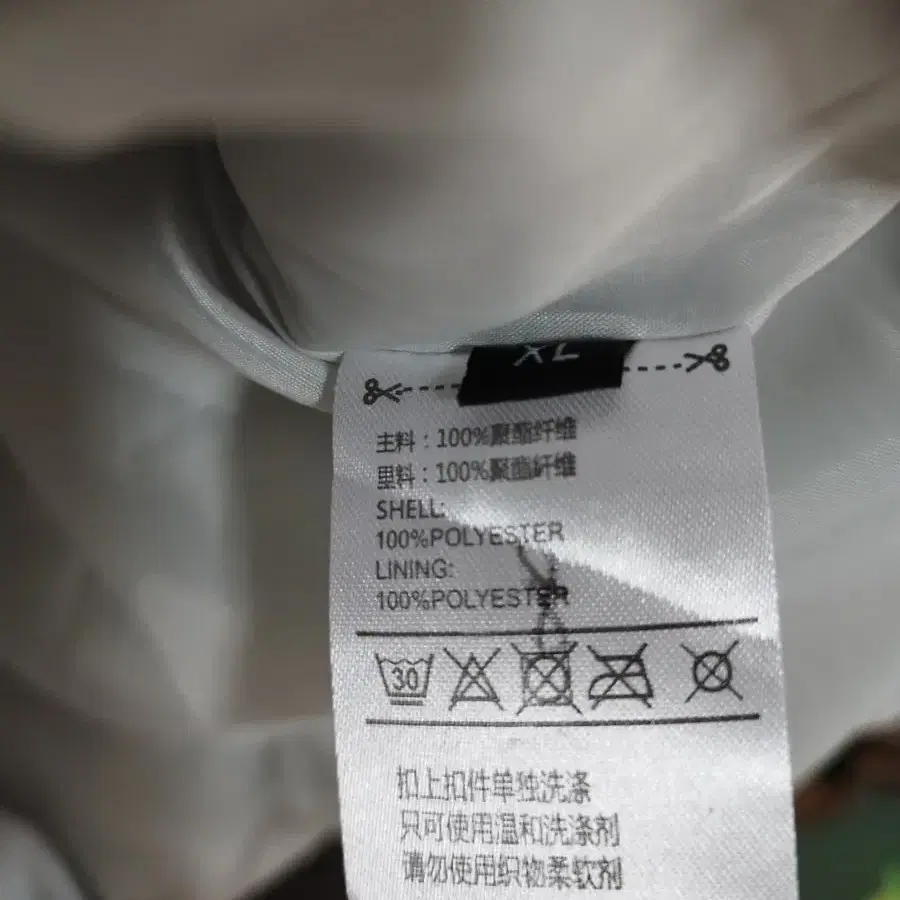 XL
主料：100%聚酯纤维
里料：100%聚酯纤维
SHELL:
100%POLYESTER
LINING:
100%POLYESTER
30
扣上扣件单独洗涤
只可使用温和洗涤剂
请勿使用织物柔软剂